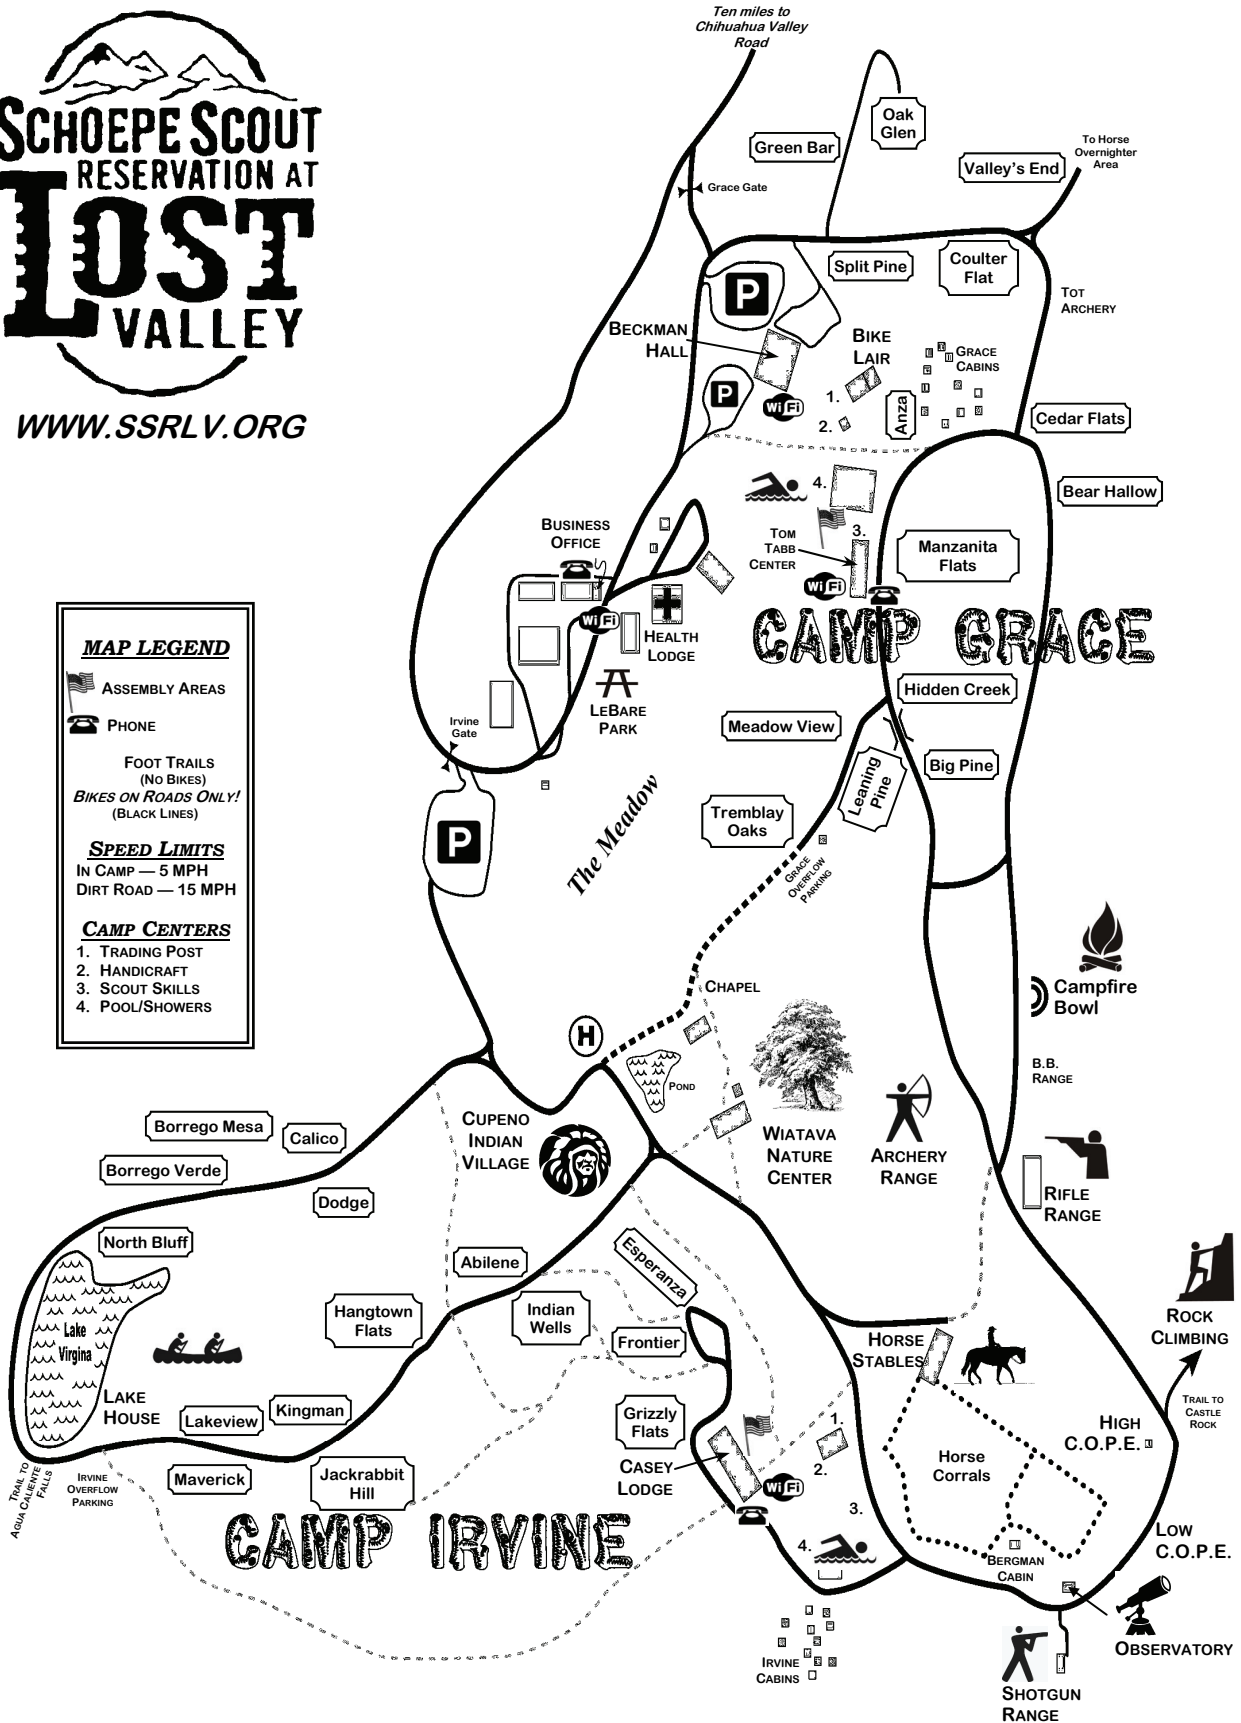 Ten miles to
Chihuahua Valley
Road
SCHOEPE SCOUT
RESERVATION AT
LOST
VALLEY
WWW.SSRLV.ORG
Oak
Glen
Green Bar
To Horse
Overnighter
Area
Valley's End
Grace Gate
Split Pine
Coulter
Flat
P
TOT
ARCHERY
BECKMAN
HALL
BIKE
LAIR
GRACE
CABINS
P
WiFi
1.
2.
Anza
Cedar Flats
4.
Bear Hallow
BUSINESS
OFFICE
TOM
TABB
CENTER
3.
Manzanita
Flats
WiFi
WiFi
HEALTH
LODGE
CAMP GRACE
MAP LEGEND
ASSEMBLY AREAS
PHONE
FOOT TRAILS
(NO BIKES)
BIKES ON ROADS ONLY!
(BLACK LINES)
SPEED LIMITS
IN CAMP — 5 MPH
DIRT ROAD — 15 MPH
CAMP CENTERS
1. TRADING POST
2. HANDICRAFT
3. SCOUT SKILLS
4. POOL/SHOWERS
LEBARE
PARK
Hidden Creek
Irvine
Gate
Meadow View
Big Pine
Leaning
Pine
P
The Meadow
Tremblay
Oaks
GRACE
OVERFLOW
PARKING
CHAPEL
Campfire
Bowl
H
POND
B.B.
RANGE
Borrego Mesa
Calico
CUPENO
INDIAN
VILLAGE
WIATAVA
NATURE
CENTER
ARCHERY
RANGE
Borrego Verde
Dodge
RIFLE
RANGE
North Bluff
Abilene
Esperanza
Lake
Virgina
Hangtown
Flats
Indian
Wells
Frontier
HORSE
STABLES
ROCK
CLIMBING
LAKE
HOUSE
Lakeview
Kingman
Grizzly
Flats
1.
2.
HIGH
C.O.P.E.
TRAIL TO
CASTLE
ROCK
TRAIL TO
AGUA CALIENTE
FALLS
IRVINE
OVERFLOW
PARKING
Maverick
Jackrabbit
Hill
CASEY
LODGE
WiFi
Horse
Corrals
3.
CAMP IRVINE
4.
BERGMAN
CABIN
LOW
C.O.P.E.
OBSERVATORY
IRVINE
CABINS
SHOTGUN
RANGE